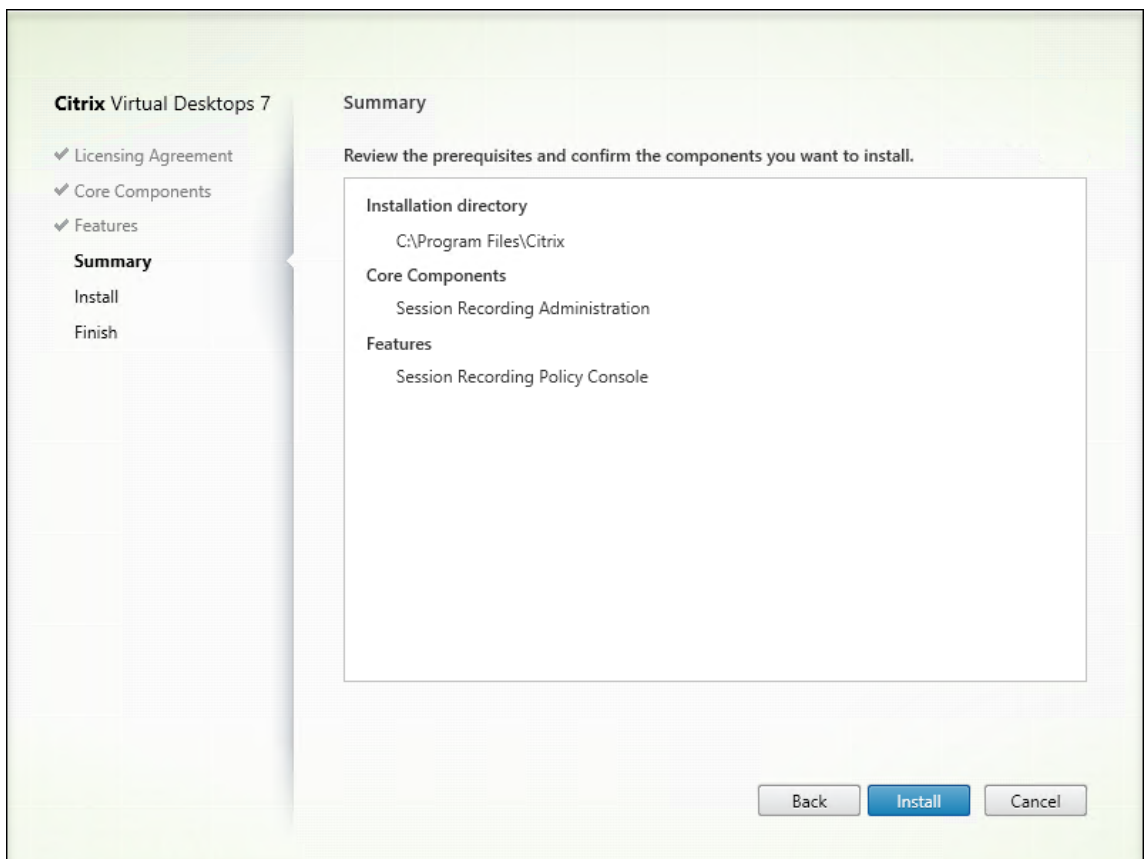 Citrix Virtual Desktops 7
Licensing Agreement
Core Components
Features
Summary
Install
Finish
Summary
Review the prerequisites and confirm the components you want to install.
Installation directory
C:\Program Files\Citrix
Core Components
Session Recording Administration
Features
Session Recording Policy Console
Back
Install
Cancel